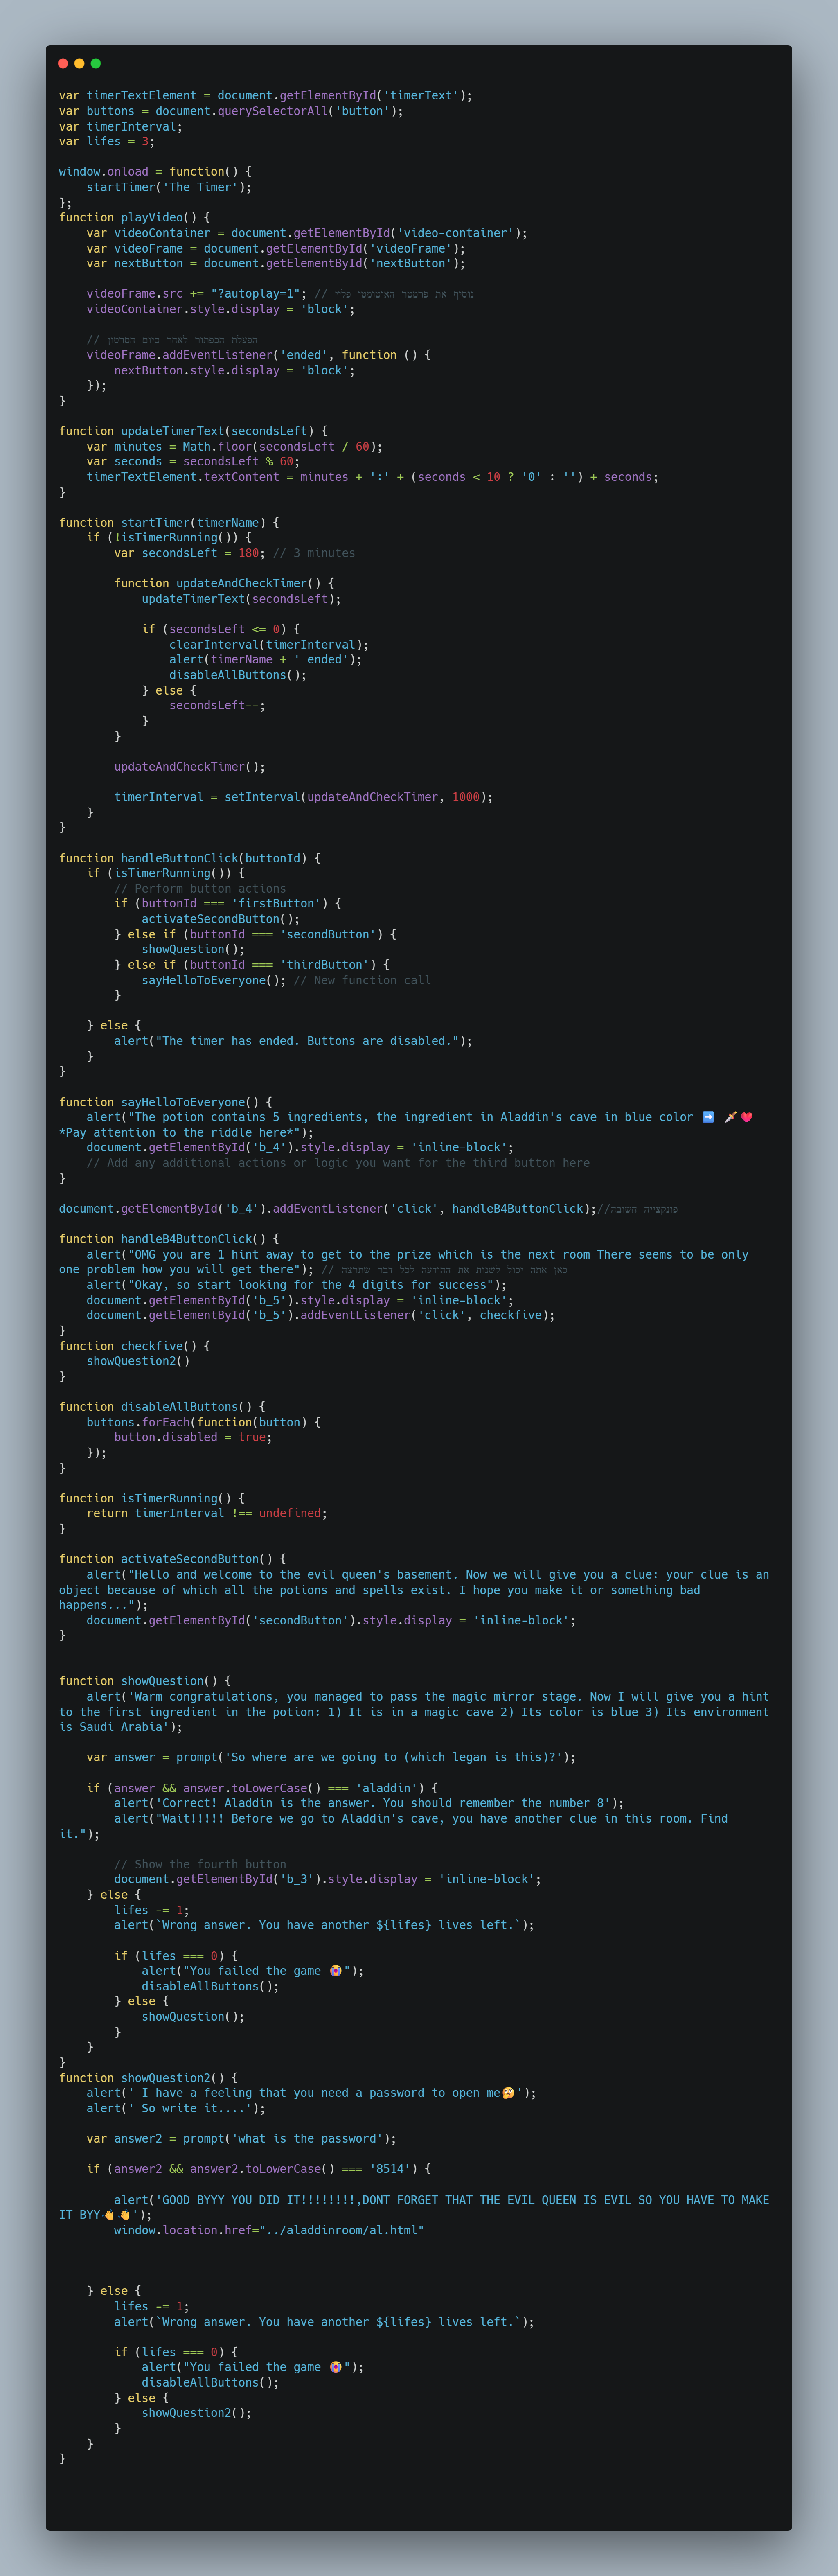 var timerTextElement = document.getElementById('timerText');
var buttons = document.querySelectorAll('button');
var timerInterval;
var lifes = 3;

window.onload = function() {
    startTimer('The Timer');
};
function playVideo() {
    var videoContainer = document.getElementById('video-container');
    var videoFrame = document.getElementById('videoFrame');
    var nextButton = document.getElementById('nextButton');

    videoFrame.src += "?autoplay=1"; // נוסיף את פרמטר האוטומטי פליי
    videoContainer.style.display = 'block';

    // הפעלת הכפתור לאחר סיום הסרטון
    videoFrame.addEventListener('ended', function () {
        nextButton.style.display = 'block';
    });
}

function updateTimerText(secondsLeft) {
    var minutes = Math.floor(secondsLeft / 60);
    var seconds = secondsLeft % 60;
    timerTextElement.textContent = minutes + ':' + (seconds < 10 ? '0' : '') + seconds;
}

function startTimer(timerName) {
    if (!isTimerRunning()) {
        var secondsLeft = 180; // 3 minutes

        function updateAndCheckTimer() {
            updateTimerText(secondsLeft);

            if (secondsLeft <= 0) {
                clearInterval(timerInterval);
                alert(timerName + ' ended');
                disableAllButtons();
            } else {
                secondsLeft--;
            }
        }

        updateAndCheckTimer();

        timerInterval = setInterval(updateAndCheckTimer, 1000);
    }
}

function handleButtonClick(buttonId) {
    if (isTimerRunning()) {
        // Perform button actions
        if (buttonId === 'firstButton') {
            activateSecondButton();
        } else if (buttonId === 'secondButton') {
            showQuestion();
        } else if (buttonId === 'thirdButton') {
            sayHelloToEveryone(); // New function call
        }

    } else {
        alert("The timer has ended. Buttons are disabled.");
    }
}

function sayHelloToEveryone() {
    alert("The potion contains 5 ingredients, the ingredient in Aladdin's cave in blue color ➡️ 🗡️💔
*Pay attention to the riddle here*");
    document.getElementById('b_4').style.display = 'inline-block';
    // Add any additional actions or logic you want for the third button here
}

document.getElementById('b_4').addEventListener('click', handleB4ButtonClick);//פונקצייה חשובה

function handleB4ButtonClick() {
    alert("OMG you are 1 hint away to get to the prize which is the next room There seems to be only
one problem how you will get there"); // כאן אתה יכול לשנות את ההודעה לכל דבר שתרצה
    alert("Okay, so start looking for the 4 digits for success");
    document.getElementById('b_5').style.display = 'inline-block';
    document.getElementById('b_5').addEventListener('click', checkfive);
}
function checkfive() {
    showQuestion2()
}

function disableAllButtons() {
    buttons.forEach(function(button) {
        button.disabled = true;
    });
}

function isTimerRunning() {
    return timerInterval !== undefined;
}

function activateSecondButton() {
    alert("Hello and welcome to the evil queen's basement. Now we will give you a clue: your clue is an
object because of which all the potions and spells exist. I hope you make it or something bad
happens...");
    document.getElementById('secondButton').style.display = 'inline-block';
}


function showQuestion() {
    alert('Warm congratulations, you managed to pass the magic mirror stage. Now I will give you a hint
to the first ingredient in the potion: 1) It is in a magic cave 2) Its color is blue 3) Its environment
is Saudi Arabia');

    var answer = prompt('So where are we going to (which legan is this)?');

    if (answer && answer.toLowerCase() === 'aladdin') {
        alert('Correct! Aladdin is the answer. You should remember the number 8');
        alert("Wait!!!!! Before we go to Aladdin's cave, you have another clue in this room. Find
it.");

        // Show the fourth button
        document.getElementById('b_3').style.display = 'inline-block';
    } else {
        lifes -= 1;
        alert(`Wrong answer. You have another ${lifes} lives left.`);

        if (lifes === 0) {
            alert("You failed the game 😭");
            disableAllButtons();
        } else {
            showQuestion();
        }
    }
}
function showQuestion2() {
    alert(' I have a feeling that you need a password to open me🤔');
    alert(' So write it....');

    var answer2 = prompt('what is the password');

    if (answer2 && answer2.toLowerCase() === '8514') {

        alert('GOOD BYYY YOU DID IT!!!!!!!!,DONT FORGET THAT THE EVIL QUEEN IS EVIL SO YOU HAVE TO MAKE
IT BYY👋👋');
        window.location.href="../aladdinroom/al.html"



    } else {
        lifes -= 1;
        alert(`Wrong answer. You have another ${lifes} lives left.`);

        if (lifes === 0) {
            alert("You failed the game 😭");
            disableAllButtons();
        } else {
            showQuestion2();
        }
    }
}